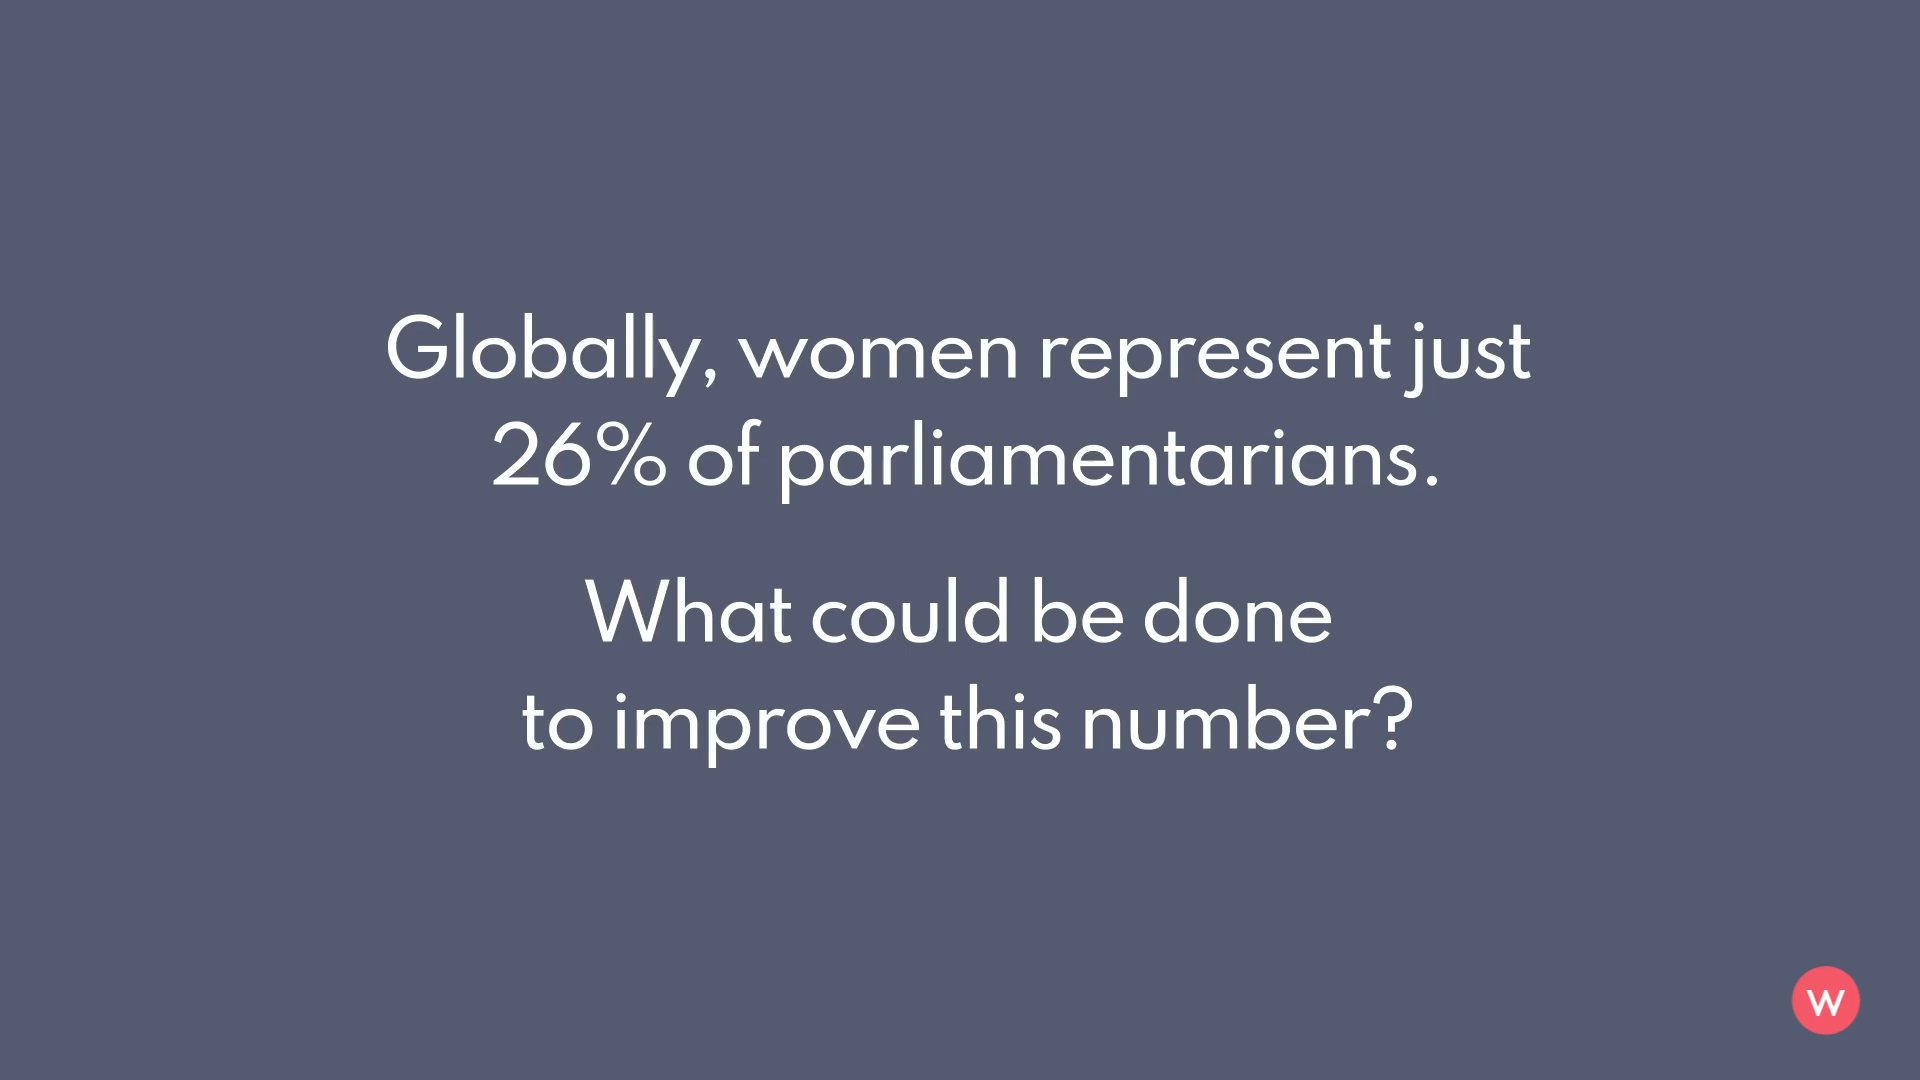 Globally, women represent just
26% of parliamentarians.
What could be done
to improve this number?
W